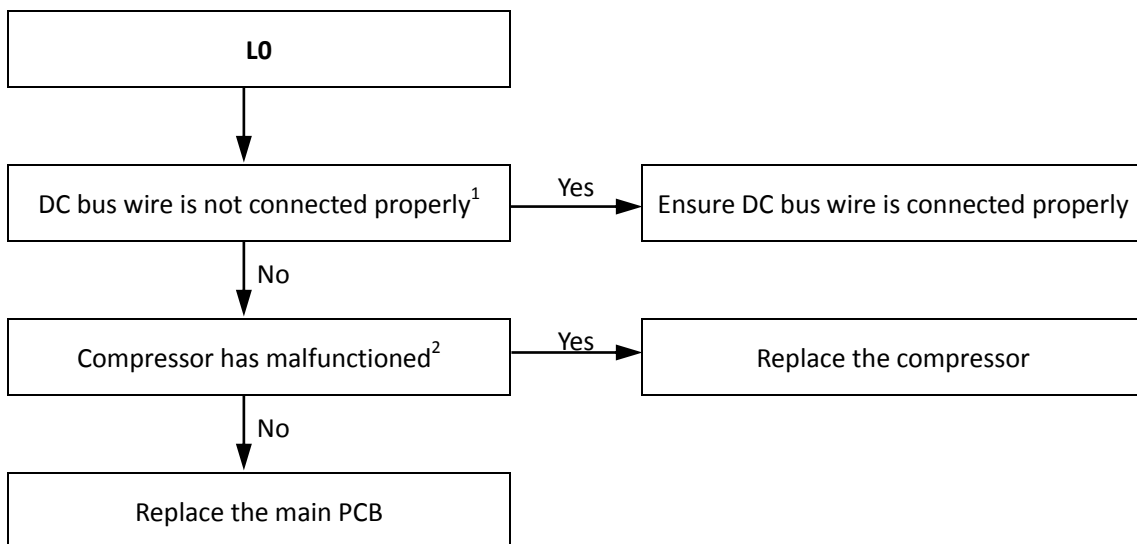 L0
DC bus wire is not connected properly1
Yes
Ensure DC bus wire is connected properly
No
Compressor has malfunctioned2
Yes
Replace the compressor
No
Replace the main PCB